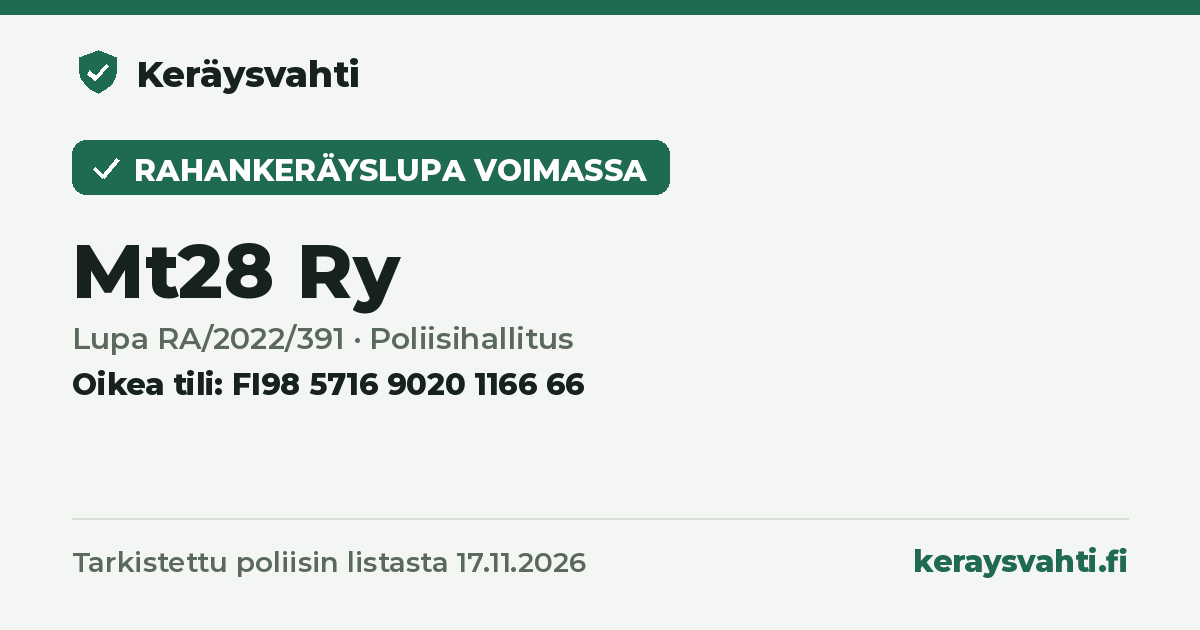 Keräysvahti
RAHANKERÄYSLUPA VOIMASSA
Mt28 Ry
Lupa RA/2022/391 · Poliisihallitus
Oikea tili: FI98 5716 9020 1166 66
Tarkistettu poliisin listasta 17.11.2026
keraysvahti.fi